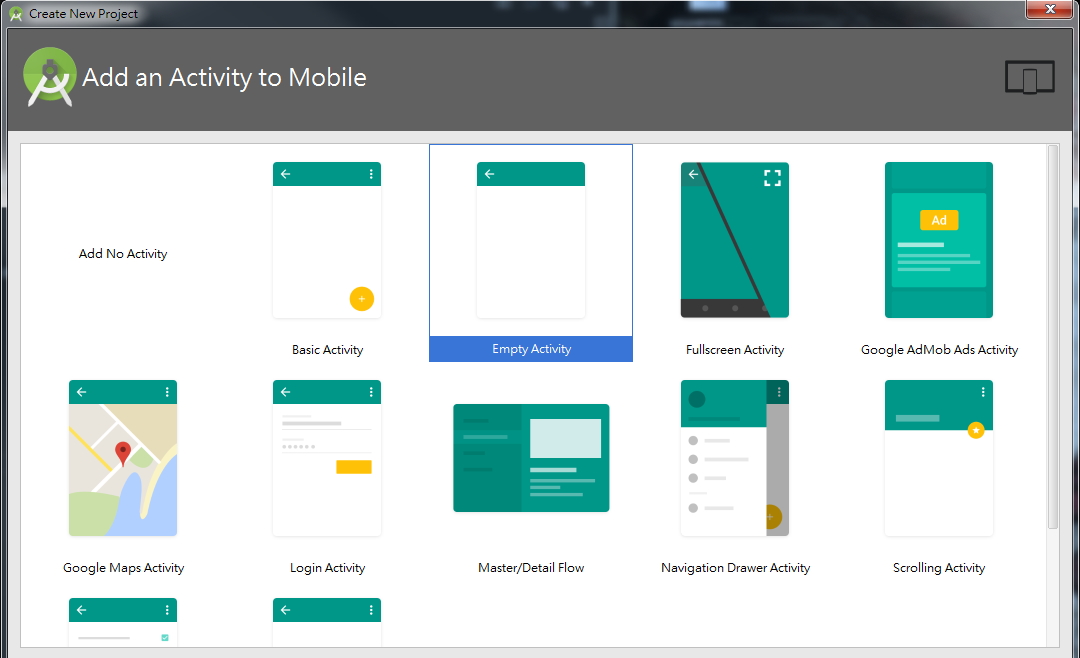 Create New Project
Add an Activity to Mobile
Add No Activity
Basic Activity
Empty Activity
Fullscreen Activity
Ad
Google AdMob Ads Activity
Google Maps Activity
Login Activity
Master/Detail Flow
Navigation Drawer Activity
Scrolling Activity